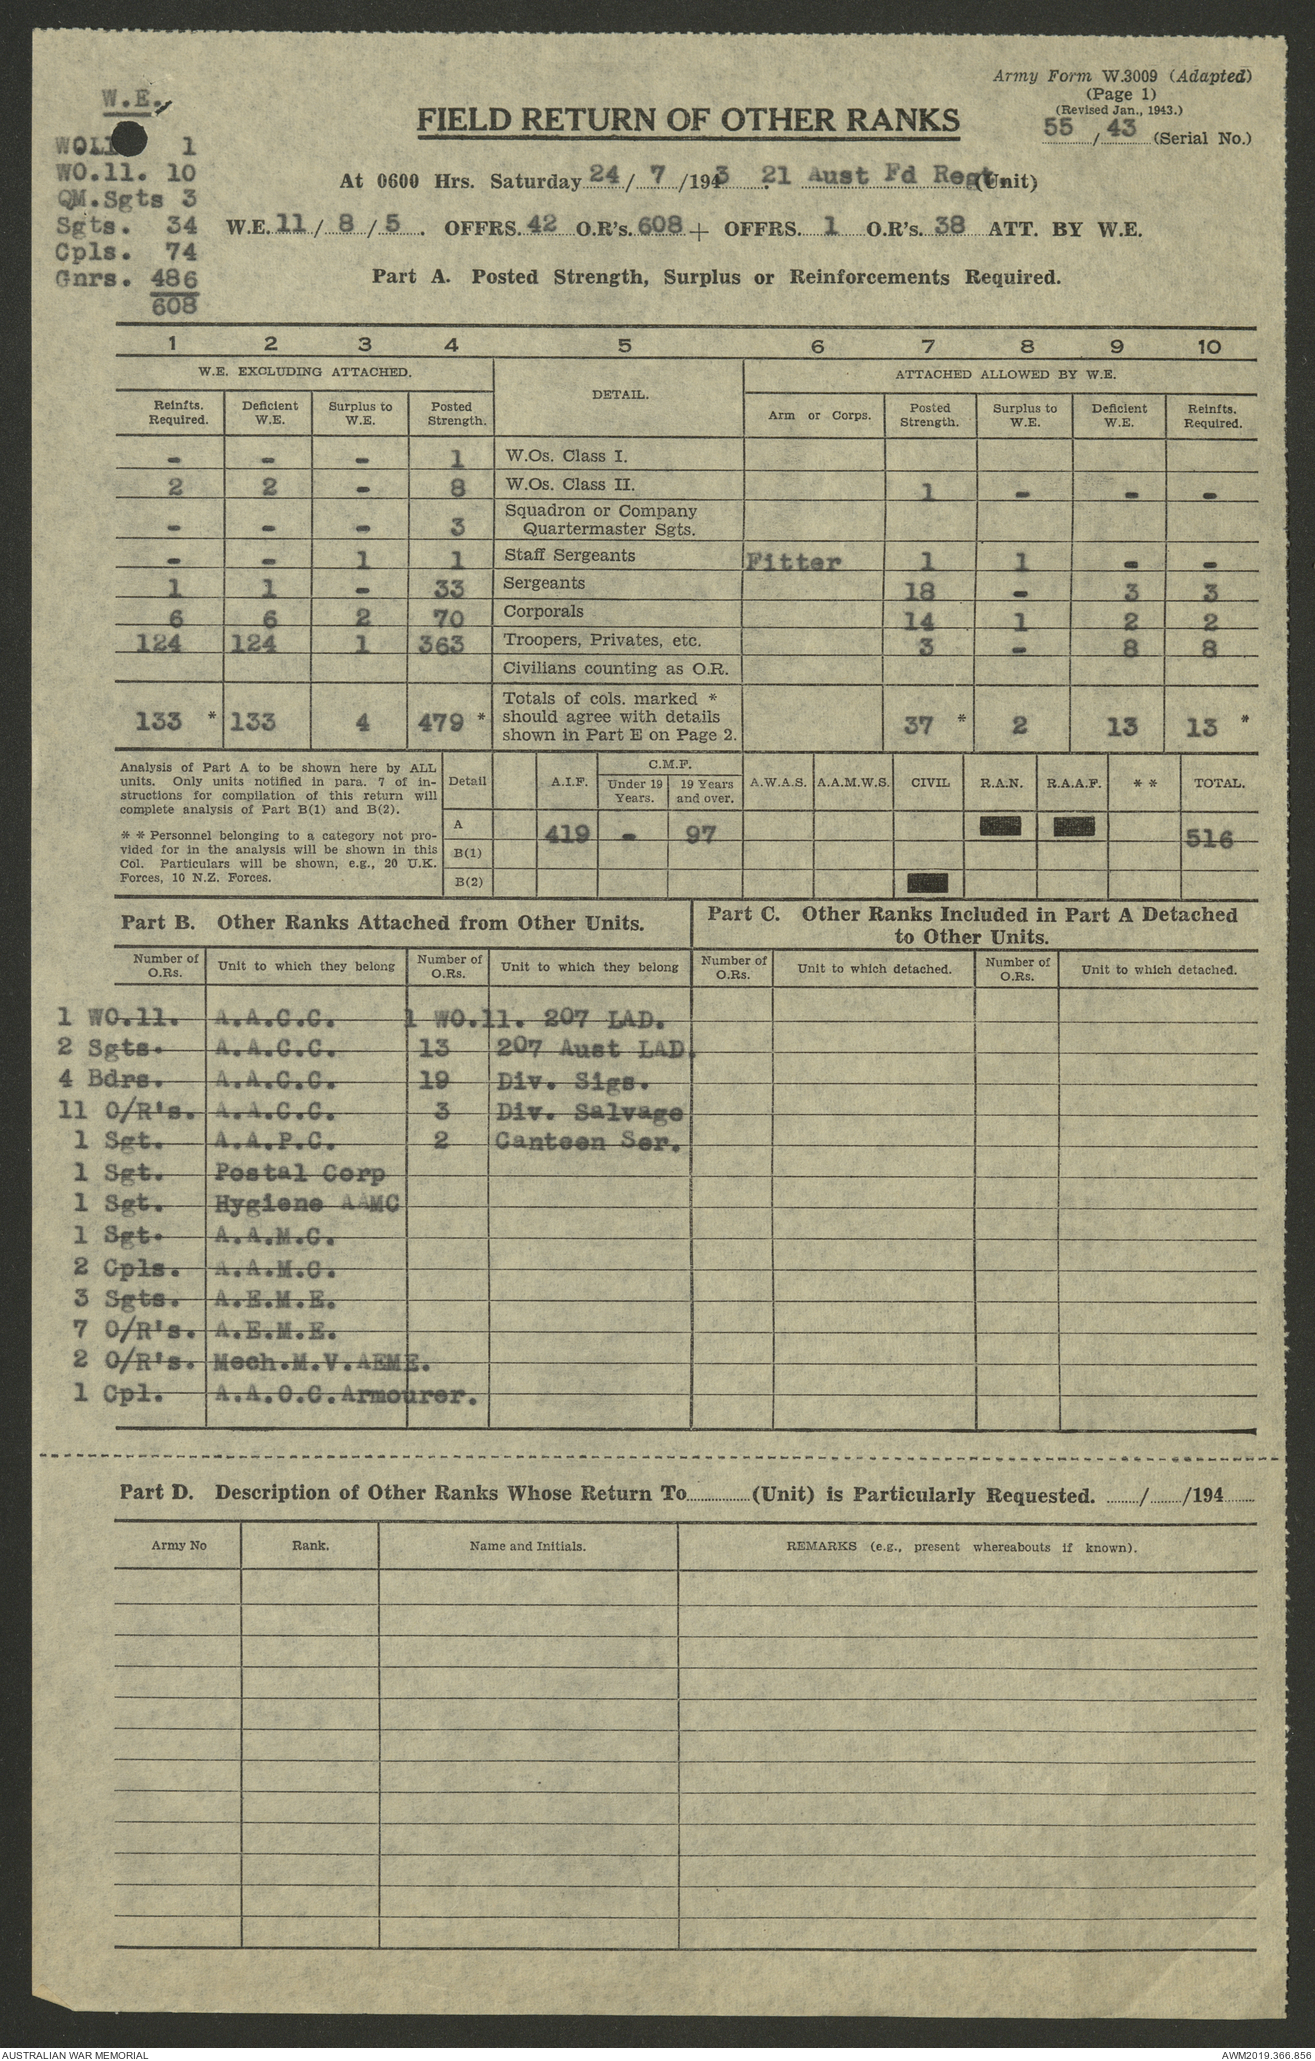 Army Form W.3009 (Adapted)
(Page 1)
(Revised Jan., 1943.)
55 / 43 (Serial No.)
W.E.
WO.1 1
WO.11. 10
QM.Sgts 3
Sgts. 34
Cpls. 74
Gnrs. 486
608
FIELD RETURN OF OTHER RANKS
At 0600 Hrs. Saturday 24 / 7 /1943. 21 Aust Fd Regt. (Unit)
W.E. 11 / 8 / 5 . OFFRS. 42 O.R's. 608 + OFFRS. 1 O.R's. 38 ATT. BY W.E.
Part A. Posted Strength, Surplus or Reinforcements Required.
1 2 3 4 5 6 7 8 9 10
W.E. EXCLUDING ATTACHED. DETAIL. ATTACHED ALLOWED BY W.E.
Reinfts. Required. Deficient W.E. Surplus to W.E. Posted Strength. Arm or Corps. Posted Strength. Surplus to W.E. Deficient W.E. Reinfts. Required.
- - - 1 W.Os. Class I.
2 2 - 8 W.Os. Class II. 1 - - -
- - - 3 Squadron or Company Quartermaster Sgts.
- - 1 1 Staff Sergeants Fitter 1 1 - -
1 1 - 33 Sergeants 18 - 3 3
6 6 2 70 Corporals 14 1 2 2
124 124 1 363 Troopers, Privates, etc. 3 - 8 8
Civilians counting as O.R.
133 * 133 4 479 * Totals of cols. marked * should agree with details shown in Part E on Page 2. 37 * 2 13 13 *
Analysis of Part A to be shown here by ALL
units. Only units notified in para. 7 of in-
structions for compilation of this return will
complete analysis of Part B(1) and B(2).
* * Personnel belonging to a category not pro-
vided for in the analysis will be shown in this
Col. Particulars will be shown, e.g., 20 U.K.
Forces, 10 N.Z. Forces.
Detail A.I.F. C.M.F. Under 19 Years. 19 Years and over. A.W.A.S. A.A.M.W.S. CIVIL R.A.N. R.A.A.F. * * TOTAL.
A 419 - 97 516
B(1)
B(2)
Part B. Other Ranks Attached from Other Units.
Part C. Other Ranks Included in Part A Detached
to Other Units.
Number of O.Rs. Unit to which they belong Number of O.Rs. Unit to which they belong Number of O.Rs. Unit to which detached. Number of O.Rs. Unit to which detached.
1 WO.11. A.A.C.C. 1 WO.11. 207 LAD.
2 Sgts. A.A.C.C. 13 207 Aust LAD.
4 Bdrs. A.A.C.C. 19 Div. Sigs.
11 O/R's. A.A.C.C. 3 Div. Salvage
1 Sgt. A.A.P.C. 2 Canteen Ser.
1 Sgt. Postal Corp
1 Sgt. Hygiene AAMC
1 Sgt. A.A.M.C.
2 Cpls. A.A.M.C.
3 Sgts. A.E.M.E.
7 O/R's. A.E.M.E.
2 O/R's. Mech.M.V.AEME.
1 Cpl. A.A.O.C.Armourer.
Part D. Description of Other Ranks Whose Return To............(Unit) is Particularly Requested. ......../......../194......
Army No Rank. Name and Initials. REMARKS (e.g., present whereabouts if known).
AUSTRALIAN WAR MEMORIAL AWM2019.366.856